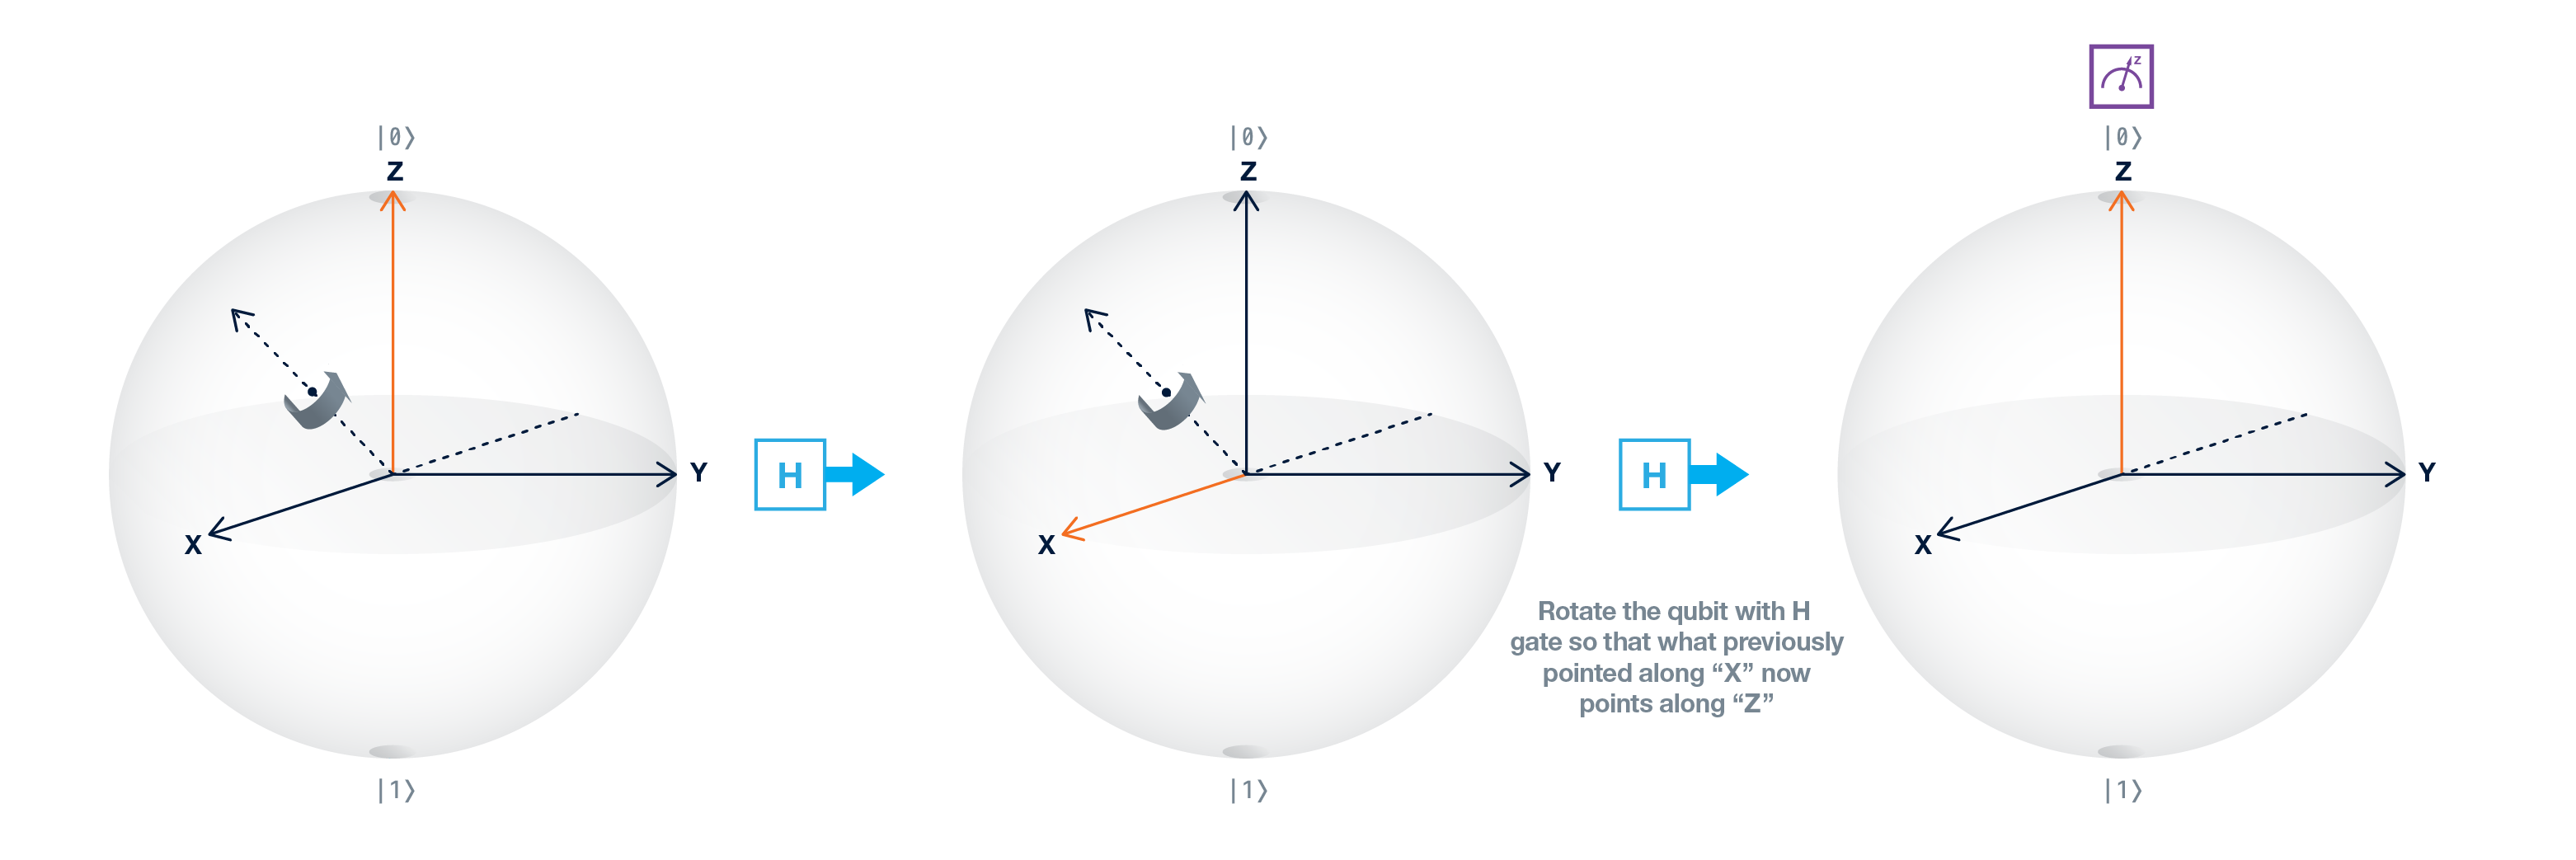 z
|0⟩
|0⟩
|0⟩
Z
Z
Z
Y
Y
Y
H
H
X
X
X
Rotate the qubit with H
gate so that what previously
pointed along “X” now
points along “Z”
|1⟩
|1⟩
|1⟩